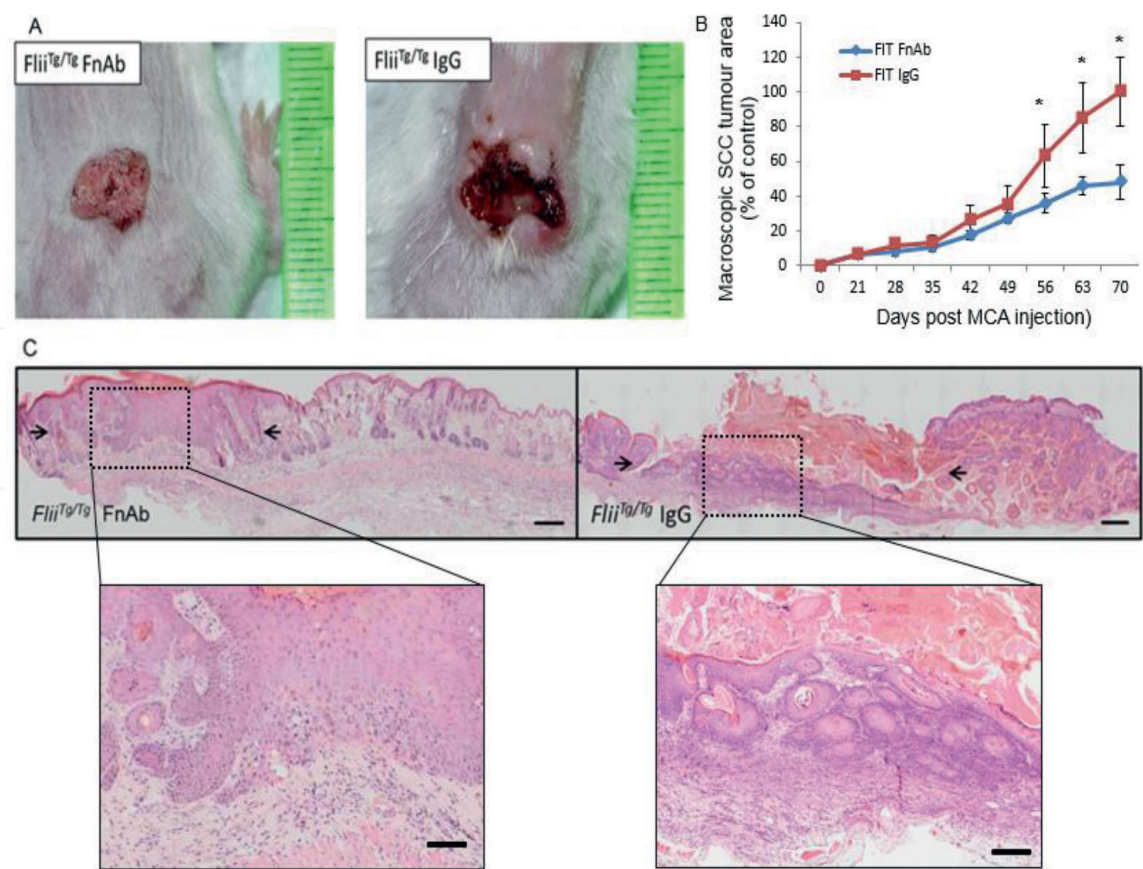 A
Flii^Tg/Tg FnAb
Flii^Tg/Tg IgG
B
Macroscopic SCC tumour area
(% of control)
140
120
100
80
60
40
20
0
FIT FnAb
FIT IgG
*
*
*
0 21 28 35 42 49 56 63 70
Days post MCA injection)
C
Flii^Tg/Tg FnAb
Flii^Tg/Tg IgG